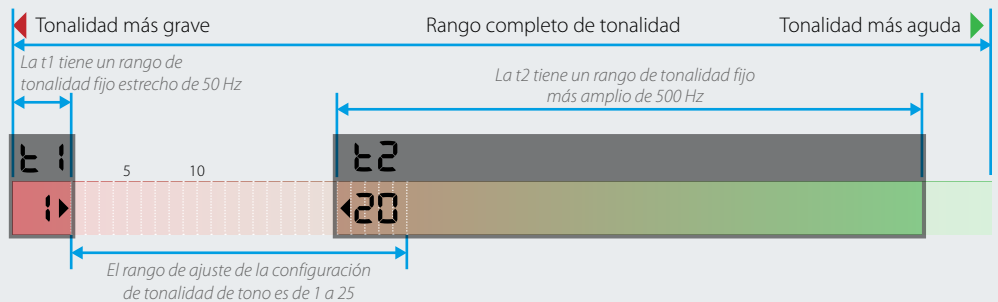 Tonalidad más grave
Rango completo de tonalidad
Tonalidad más aguda
La t1 tiene un rango de
tonalidad fijo estrecho de 50 Hz
La t2 tiene un rango de tonalidad fijo
más amplio de 500 Hz
t1
t2
5
10
1
20
El rango de ajuste de la configuración
de tonalidad de tono es de 1 a 25